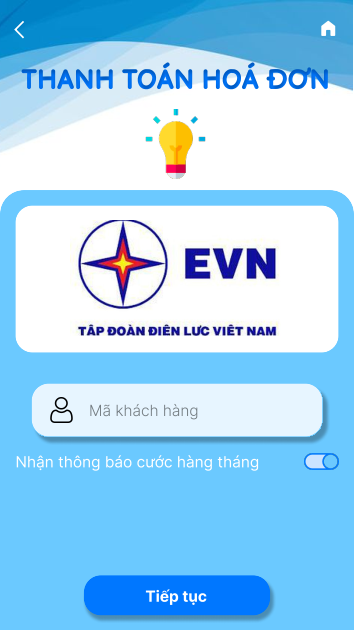 THANH TOÁN HOÁ ĐƠN
EVN
TẬP ĐOÀN ĐIỆN LỰC VIỆT NAM
Mã khách hàng
Nhận thông báo cước hàng tháng
Tiếp tục